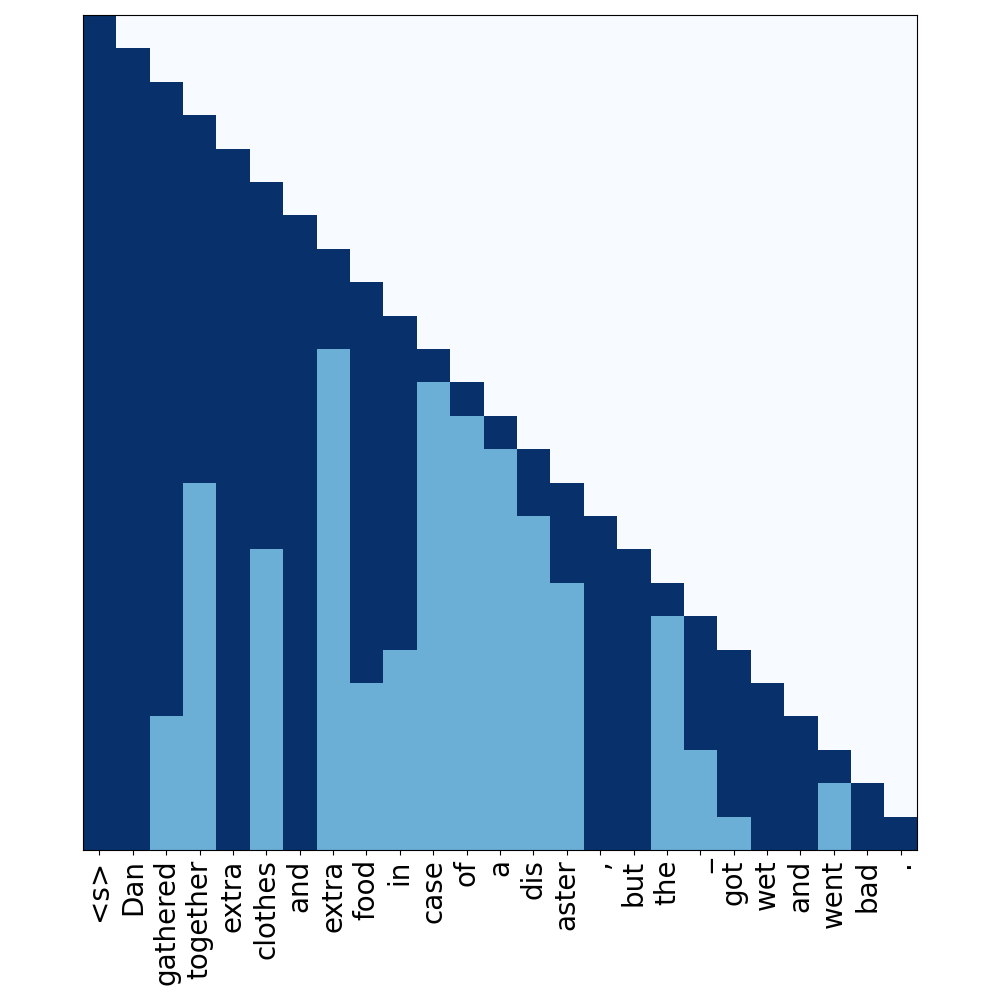 <s> Dan gathered together extra clothes and extra food in case of a dis aster , but the _ got wet and went bad .